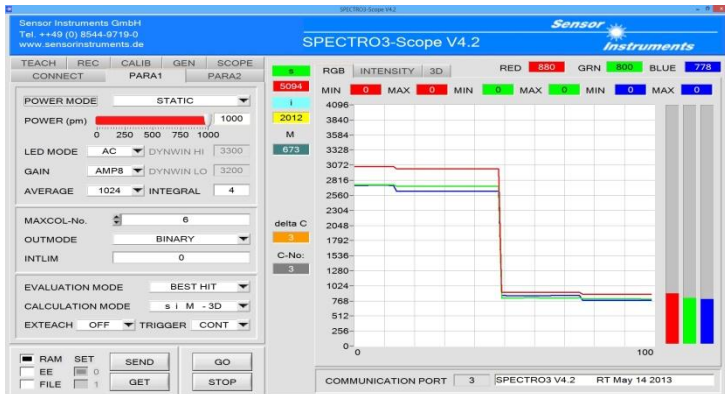 SPECTRO3-Scope V4.2
Sensor Instruments GmbH
Tel. ++49 (0) 8544-9719-0
www.sensorinstruments.de
SPECTRO3-Scope V4.2
Sensor
Instruments
TEACH REC CALIB GEN SCOPE
CONNECT PARA1 PARA2
POWER MODE STATIC
POWER (pm) 1000
0 250 500 750 1000
LED MODE AC DYNWIN HI 3300
GAIN AMP8 DYNWIN LO 3200
AVERAGE 1024 INTEGRAL 4
MAXCOL-No. 6
OUTMODE BINARY
INTLIM 0
EVALUATION MODE BEST HIT
CALCULATION MODE s i M - 3D
EXTEACH OFF TRIGGER CONT
RAM SET SEND GO
EE 0
FILE 1 GET STOP
s
5094
i
2012
M
673
delta C
3
C-No:
3
RGB INTENSITY 3D RED 880 GRN 800 BLUE 778
MIN 0 MAX 0 MIN 0 MAX 0 MIN 0 MAX 0
4096
3840
3584
3328
3072
2816
2560
2304
2048
1792
1536
1280
1024
768
512
256
0
0 100
COMMUNICATION PORT 3 SPECTRO3 V4.2 RT May 14 2013